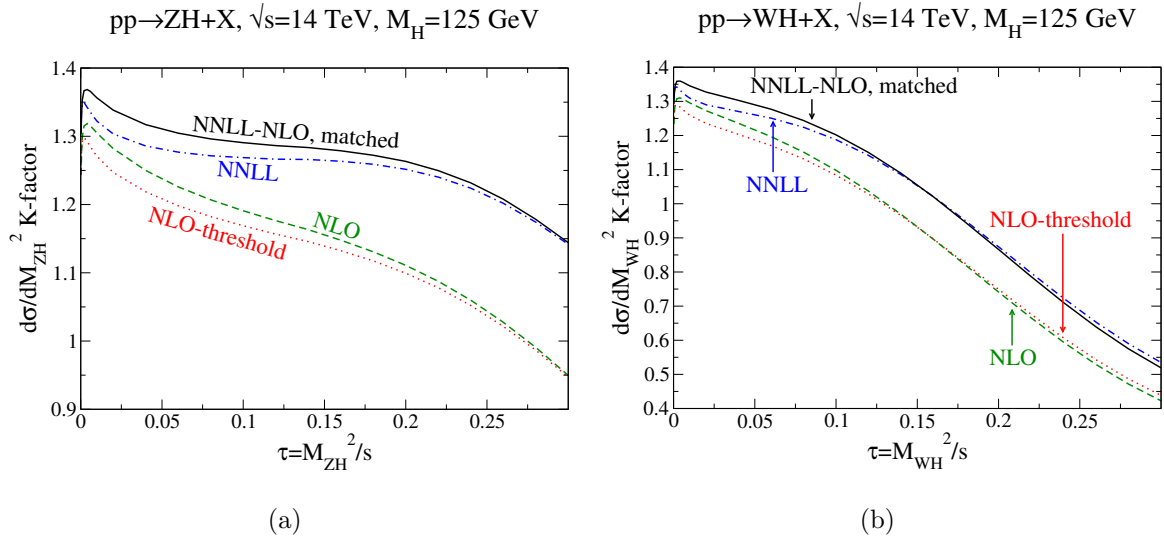 pp→ZH+X, √s=14 TeV, M_H=125 GeV
dσ/dM_ZH^2 K-factor
1.4
1.3
1.2
1.1
1
0.9
NNLL-NLO, matched
NNLL
NLO
NLO-threshold
0 0.05 0.1 0.15 0.2 0.25
τ=M_ZH^2/s
(a)
pp→WH+X, √s=14 TeV, M_H=125 GeV
dσ/dM_WH^2 K-factor
1.4
1.3
1.2
1.1
1
0.9
0.8
0.7
0.6
0.5
0.4
NNLL-NLO, matched
NNLL
NLO-threshold
NLO
0 0.05 0.1 0.15 0.2 0.25
τ=M_WH^2/s
(b)